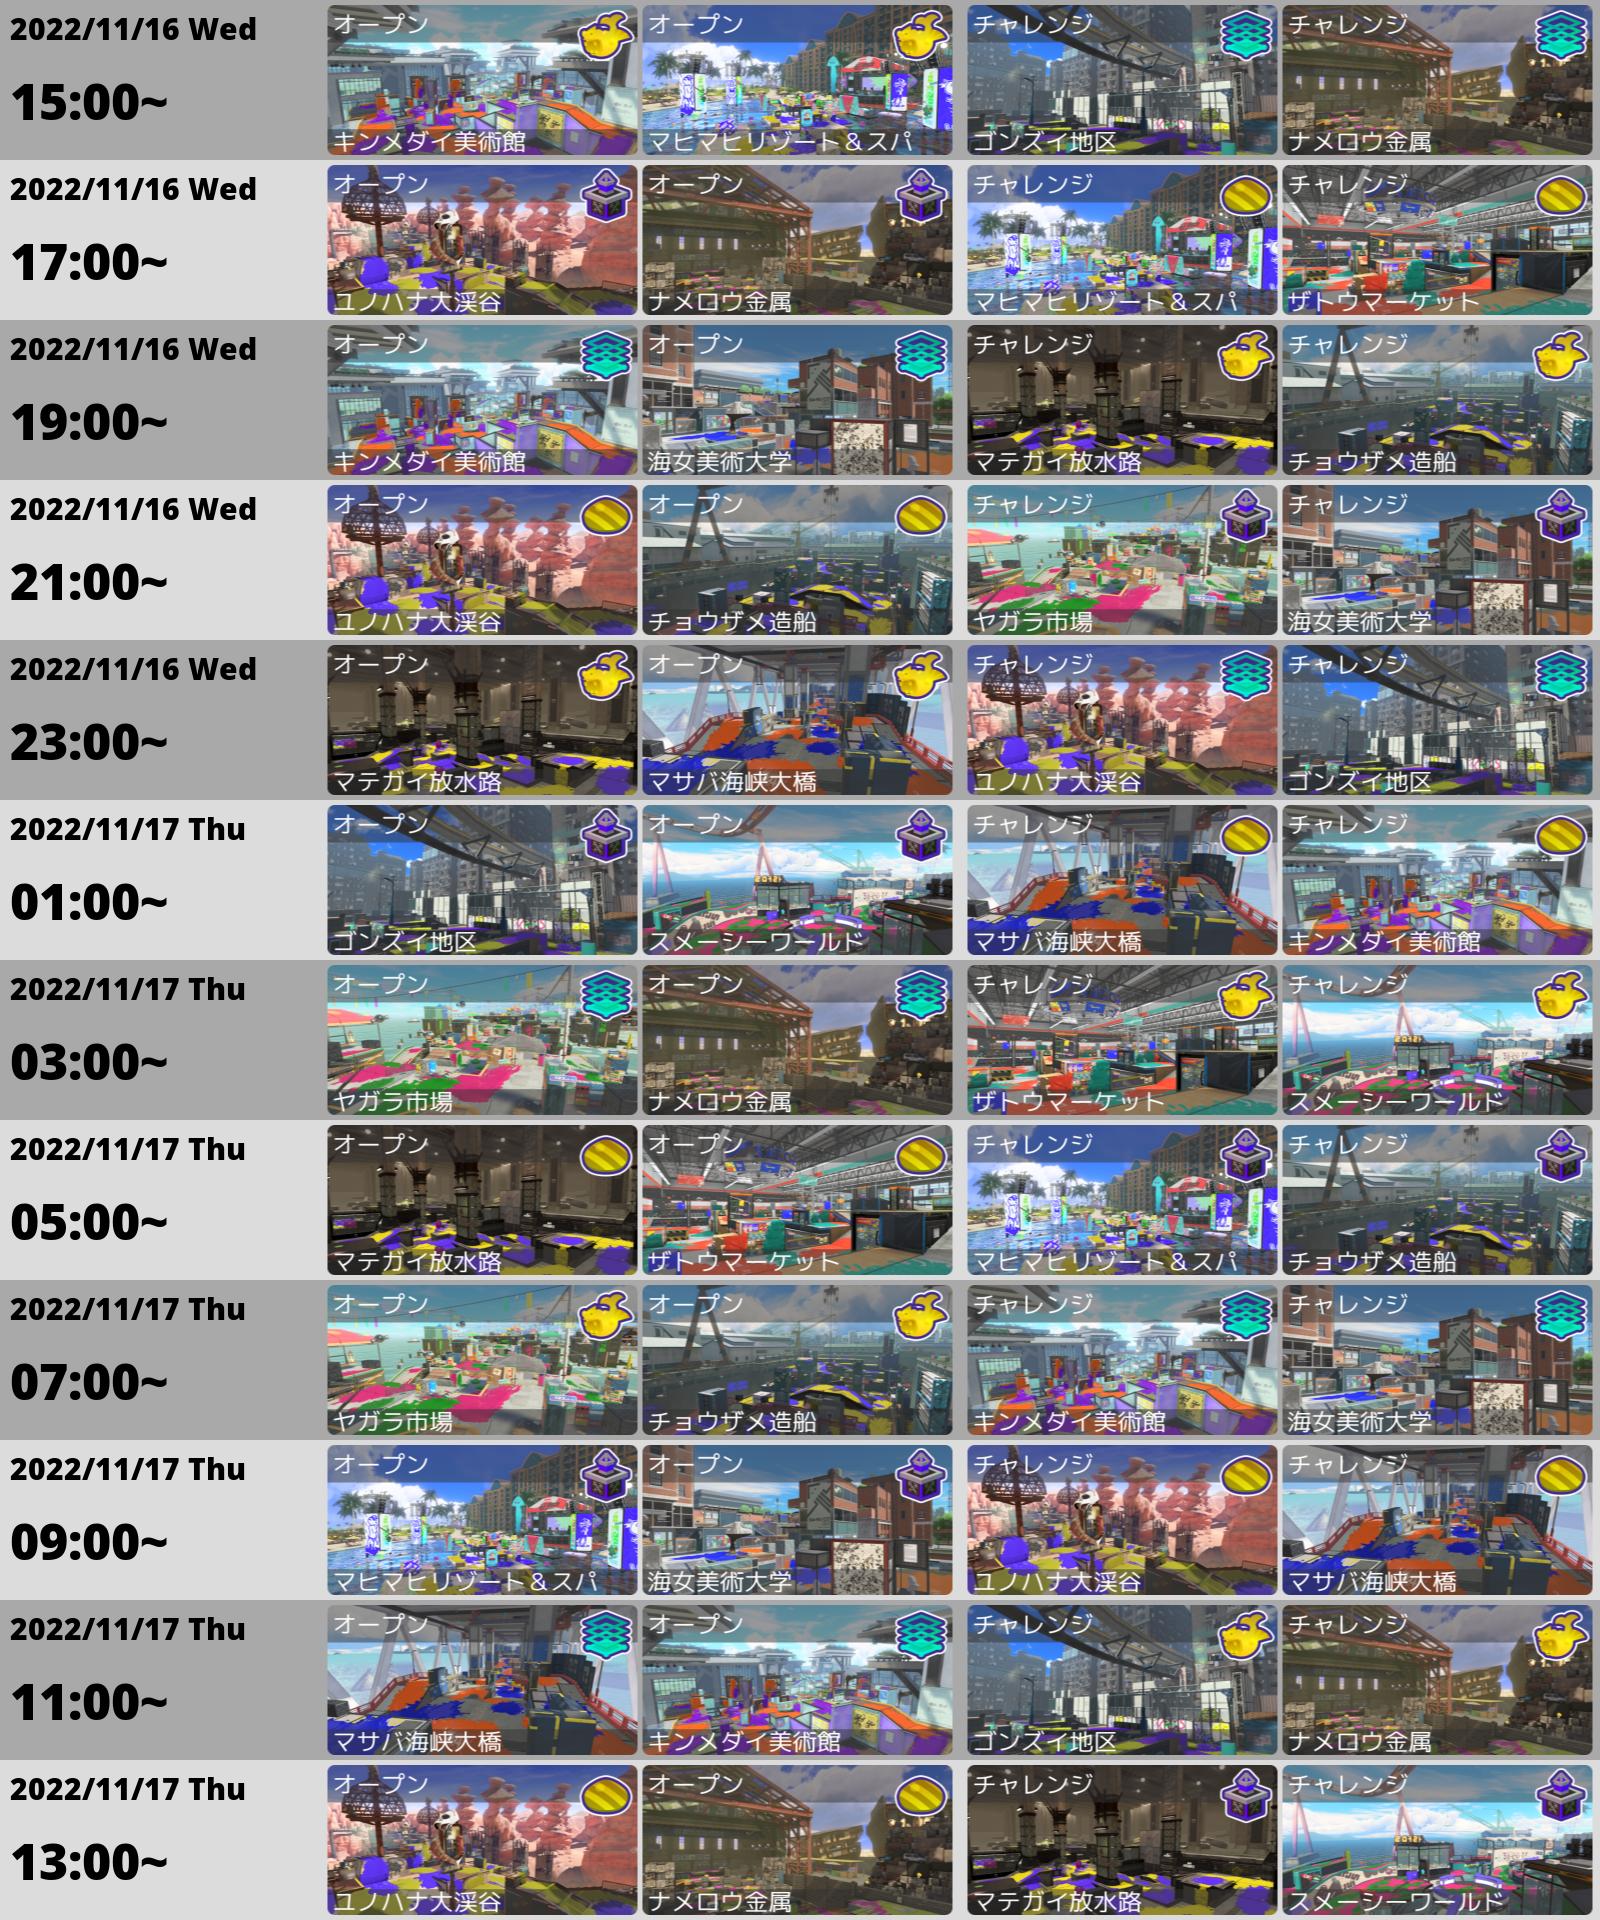 2022/11/16 Wed
15:00~
オープン
キンメダイ美術館
オープン
マヒマヒリゾート＆スパ
チャレンジ
ゴンズイ地区
チャレンジ
ナメロウ金属
2022/11/16 Wed
17:00~
オープン
ユノハナ大渓谷
オープン
ナメロウ金属
チャレンジ
マヒマヒリゾート＆スパ
チャレンジ
ザトウマーケット
2022/11/16 Wed
19:00~
オープン
キンメダイ美術館
オープン
海女美術大学
チャレンジ
マテガイ放水路
チャレンジ
チョウザメ造船
2022/11/16 Wed
21:00~
オープン
ユノハナ大渓谷
オープン
チョウザメ造船
チャレンジ
ヤガラ市場
チャレンジ
海女美術大学
2022/11/16 Wed
23:00~
オープン
マテガイ放水路
オープン
マサバ海峡大橋
チャレンジ
ユノハナ大渓谷
チャレンジ
ゴンズイ地区
2022/11/17 Thu
01:00~
オープン
ゴンズイ地区
オープン
スメーシーワールド
チャレンジ
マサバ海峡大橋
チャレンジ
キンメダイ美術館
2022/11/17 Thu
03:00~
オープン
ヤガラ市場
オープン
ナメロウ金属
チャレンジ
ザトウマーケット
チャレンジ
スメーシーワールド
2022/11/17 Thu
05:00~
オープン
マテガイ放水路
オープン
ザトウマーケット
チャレンジ
マヒマヒリゾート＆スパ
チャレンジ
チョウザメ造船
2022/11/17 Thu
07:00~
オープン
ヤガラ市場
オープン
チョウザメ造船
チャレンジ
キンメダイ美術館
チャレンジ
海女美術大学
2022/11/17 Thu
09:00~
オープン
マヒマヒリゾート＆スパ
オープン
海女美術大学
チャレンジ
ユノハナ大渓谷
チャレンジ
マサバ海峡大橋
2022/11/17 Thu
11:00~
オープン
マサバ海峡大橋
オープン
キンメダイ美術館
チャレンジ
ゴンズイ地区
チャレンジ
ナメロウ金属
2022/11/17 Thu
13:00~
オープン
ユノハナ大渓谷
オープン
ナメロウ金属
チャレンジ
マテガイ放水路
チャレンジ
スメーシーワールド